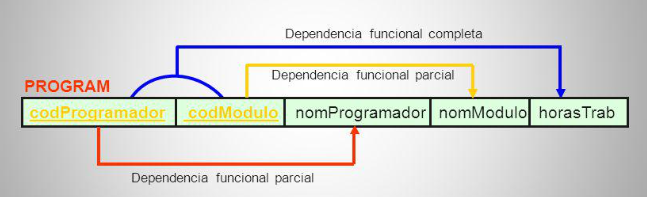 Dependencia funcional completa
Dependencia funcional parcial
PROGRAM
codProgramador codModulo nomProgramador nomModulo horasTrab
Dependencia funcional parcial